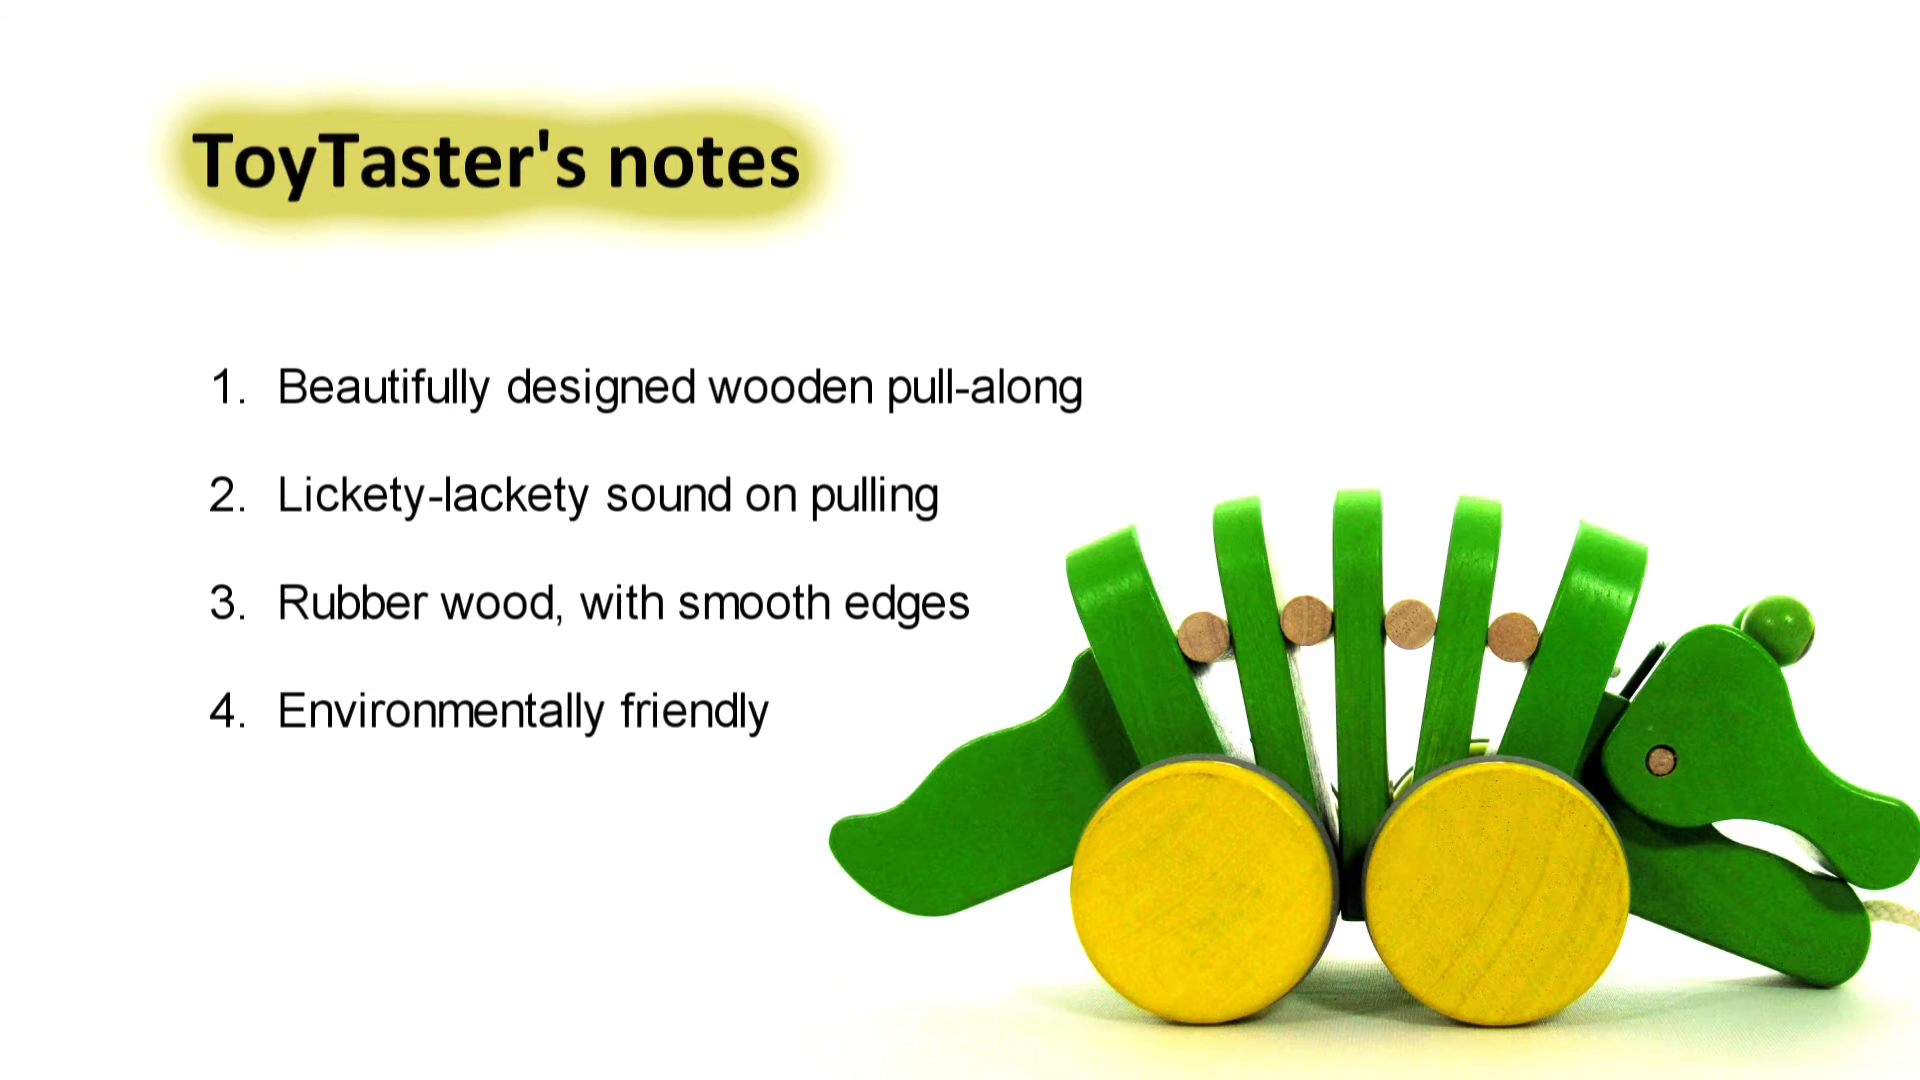 ToyTaster's notes
1. Beautifully designed wooden pull-along
2. Lickety-lackety sound on pulling
3. Rubber wood, with smooth edges
4. Environmentally friendly